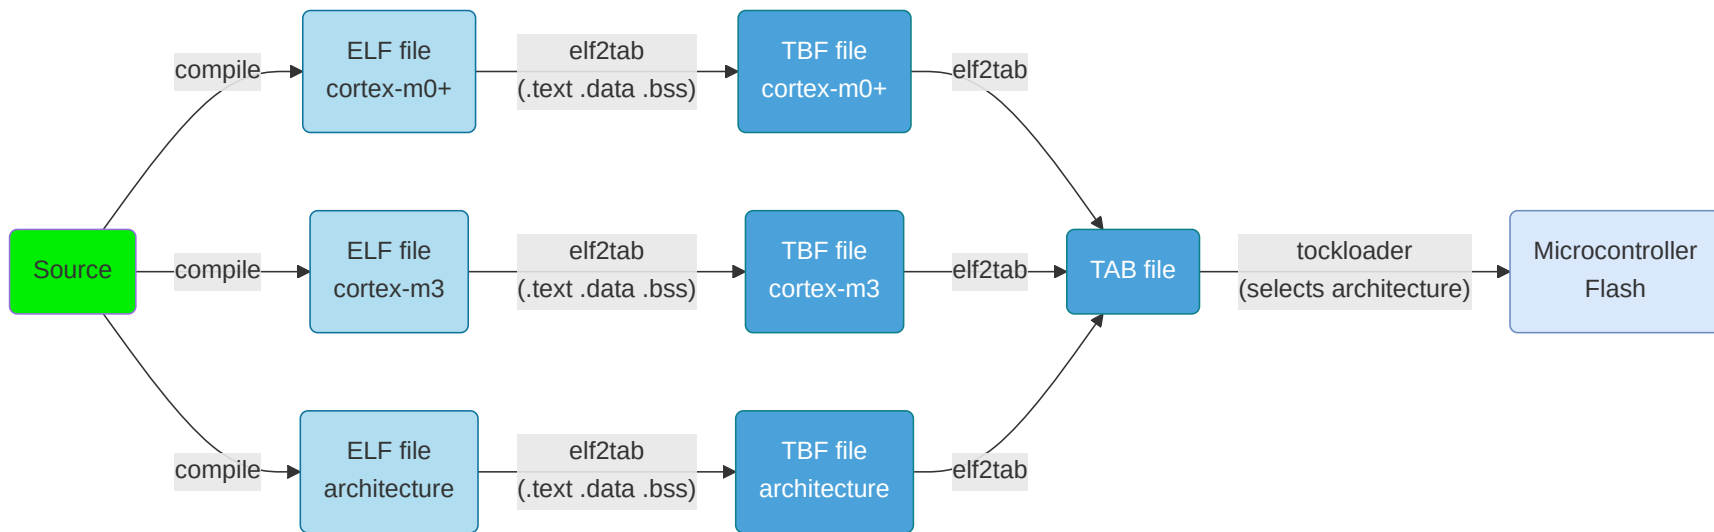 Source
compile
ELF file
cortex-m0+
elf2tab
(.text .data .bss)
TBF file
cortex-m0+
elf2tab
compile
ELF file
cortex-m3
elf2tab
(.text .data .bss)
TBF file
cortex-m3
elf2tab
compile
ELF file
architecture
elf2tab
(.text .data .bss)
TBF file
architecture
elf2tab
TAB file
tockloader
(selects architecture)
Microcontroller
Flash